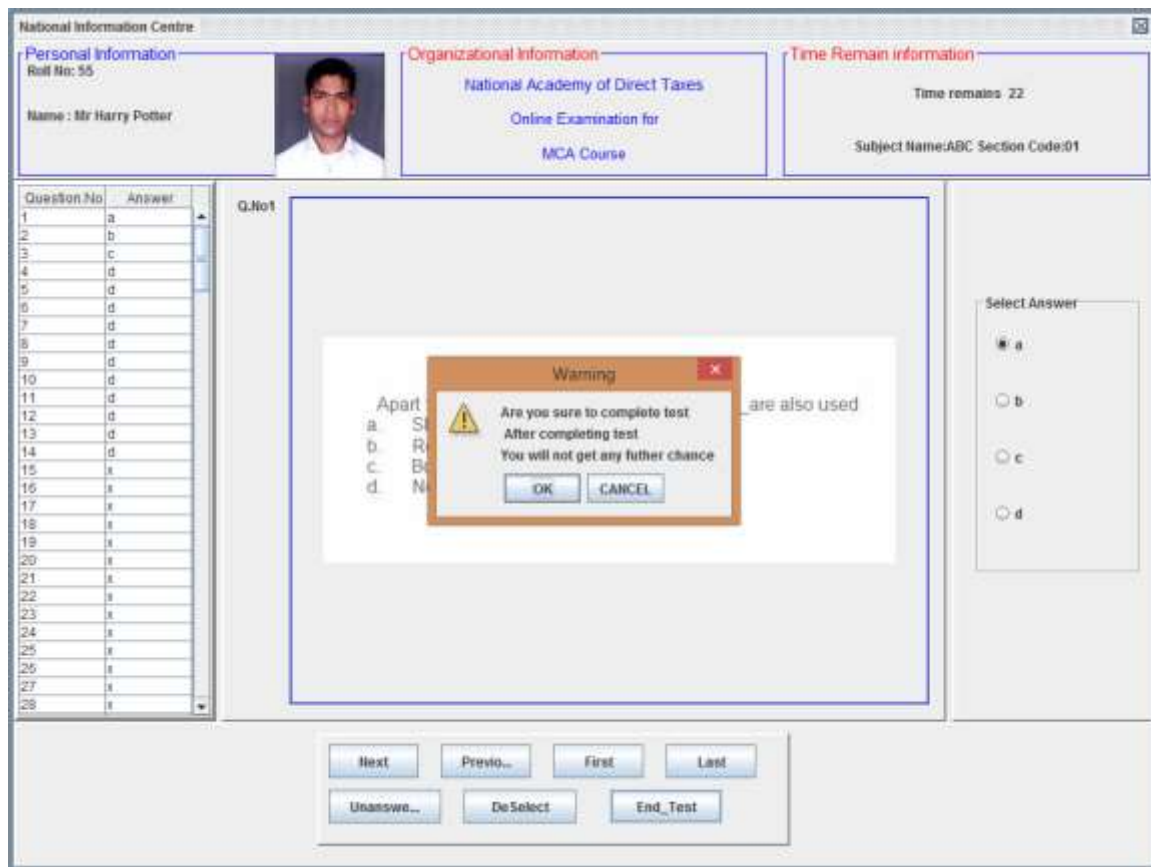 National Information Centre
Personal Information
Roll No: 55
Name : Mr Harry Potter
Organizational Information
National Academy of Direct Taxes
Online Examination for
MCA Course
Time Remain information
Time remains 22
Subject Name:ABC Section Code:01
Question No Answer
1 a
2 b
3 c
4 d
5 d
6 d
7 d
8 d
9 d
10 d
11 d
12 d
13 d
14 d
15 x
16 x
17 x
18 x
19 x
20 x
21 x
22 x
23 x
24 x
25 x
26 x
27 x
28 x
Q.No1
Apart
_are also used
a.
b.
c.
d.
Warning
Are you sure to complete test
After completing test
You will not get any futher chance
OK CANCEL
Select Answer
a
b
c
d
Next Previo... First Last
Unanswe... DeSelect End_Test